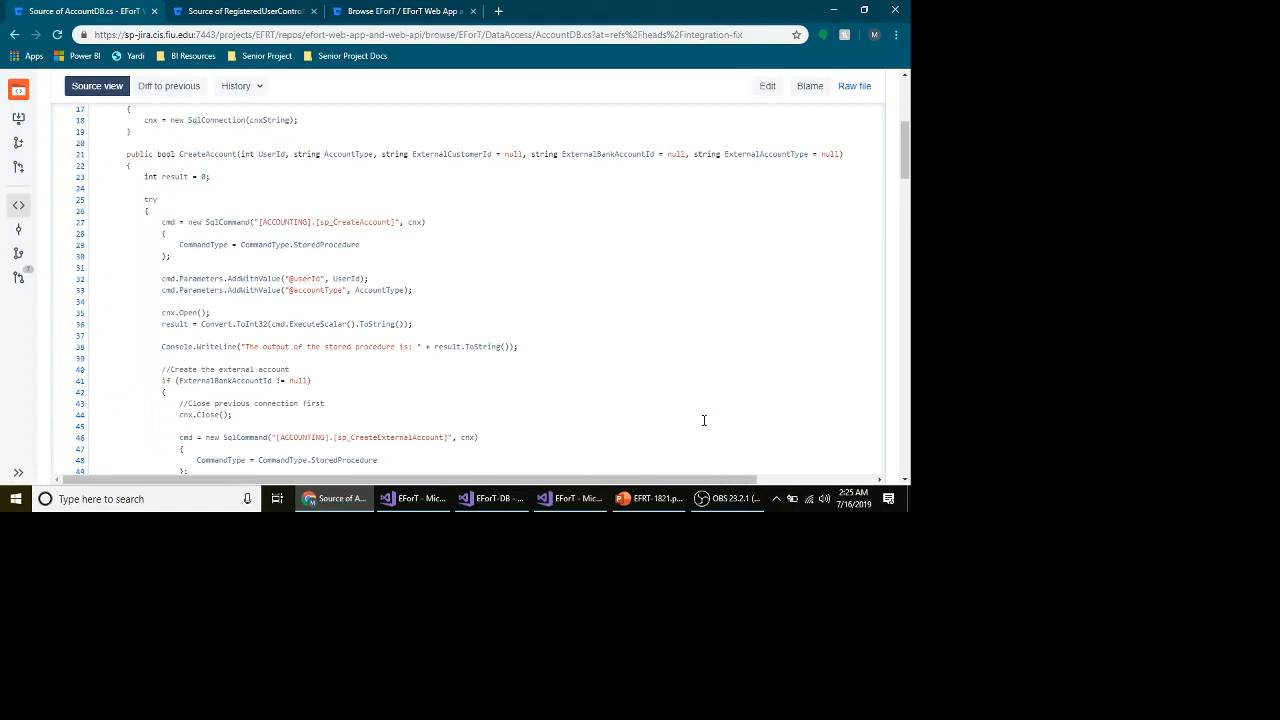 Source of AccountDB.cs - EForT \
Source of RegisteredUserContro
Browse EForT / EForT Web App a
https://sp-jira.cis.fiu.edu:7443/projects/EFRT/repos/efort-web-app-and-web-api/browse/EForT/DataAccess/AccountDB.cs?at=refs%2Fheads%2Fintegration-fix
M
Apps
Power BI
Yardi
BI Resources
Senior Project
Senior Project Docs
Source view
Diff to previous
History
Edit
Blame
Raw file
17 {
18 cnx = new SqlConnection(cnxString);
19 }
20
21 public bool CreateAccount(int UserId, string AccountType, string ExternalCustomerId = null, string ExternalBankAccountId = null, string ExternalAccountType = null)
22 {
23 int result = 0;
24
25 try
26 {
27 cmd = new SqlCommand("[ACCOUNTING].[sp_CreateAccount]", cnx)
28 {
29 CommandType = CommandType.StoredProcedure
30 };
31
32 cmd.Parameters.AddWithValue("@userId", UserId);
33 cmd.Parameters.AddWithValue("@accountType", AccountType);
34
35 cnx.Open();
36 result = Convert.ToInt32(cmd.ExecuteScalar().ToString());
37
38 Console.WriteLine("The output of the stored procedure is: " + result.ToString());
39
40 //Create the external account
41 if (ExternalBankAccountId != null)
42 {
43 //Close previous connection first
44 cnx.Close();
45
46 cmd = new SqlCommand("[ACCOUNTING].[sp_CreateExternalAccount]", cnx)
47 {
48 CommandType = CommandType.StoredProcedure
49 };
Type here to search
Source of A...
EForT - Mic...
EForT-DB - ...
EForT - Mic...
EFRT-1821.p...
OBS 23.2.1 (...
2:25 AM
7/16/2019